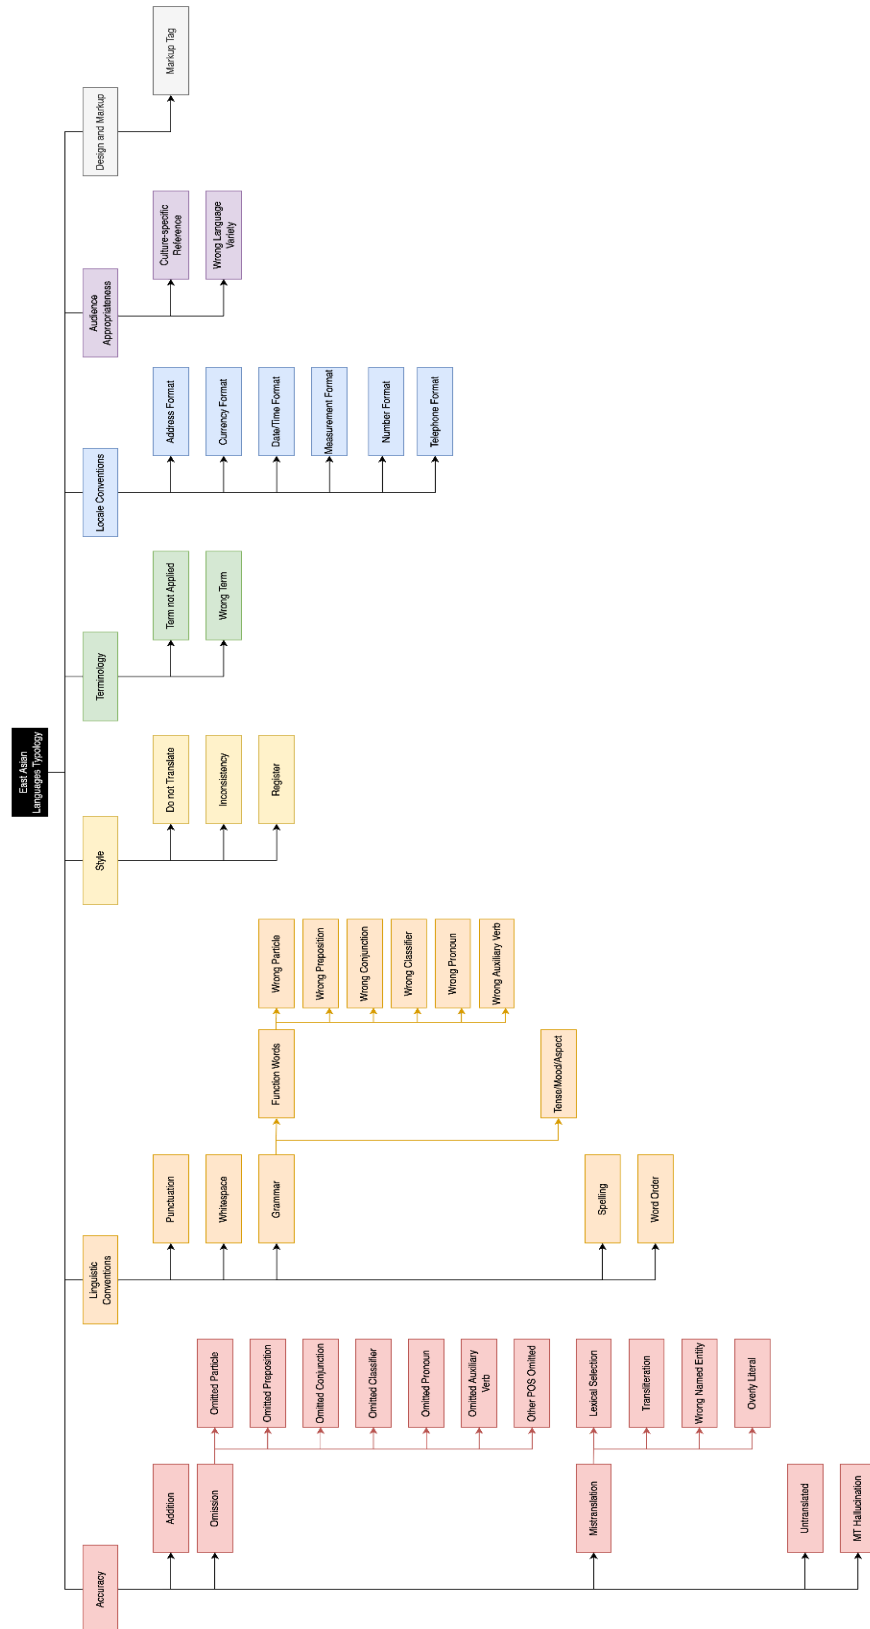 East Asian
Languages Typology
Accuracy
Addition
Omission
Omitted Particle
Omitted Preposition
Omitted Conjunction
Omitted Classifier
Omitted Pronoun
Omitted Auxiliary
Verb
Other POS Omitted
Mistranslation
Lexical Selection
Transliteration
Wrong Named Entity
Overly Literal
Untranslated
MT Hallucination
Linguistic
Conventions
Punctuation
Whitespace
Grammar
Function Words
Wrong Particle
Wrong Preposition
Wrong Conjunction
Wrong Classifier
Wrong Pronoun
Wrong Auxiliary Verb
Tense/Mood/Aspect
Spelling
Word Order
Style
Do not Translate
Inconsistency
Register
Terminology
Term not Applied
Wrong Term
Locale Conventions
Address Format
Currency Format
Date/Time Format
Measurement Format
Number Format
Telephone Format
Audience
Appropriateness
Culture-specific
Reference
Wrong Language
Variety
Design and Markup
Markup Tag